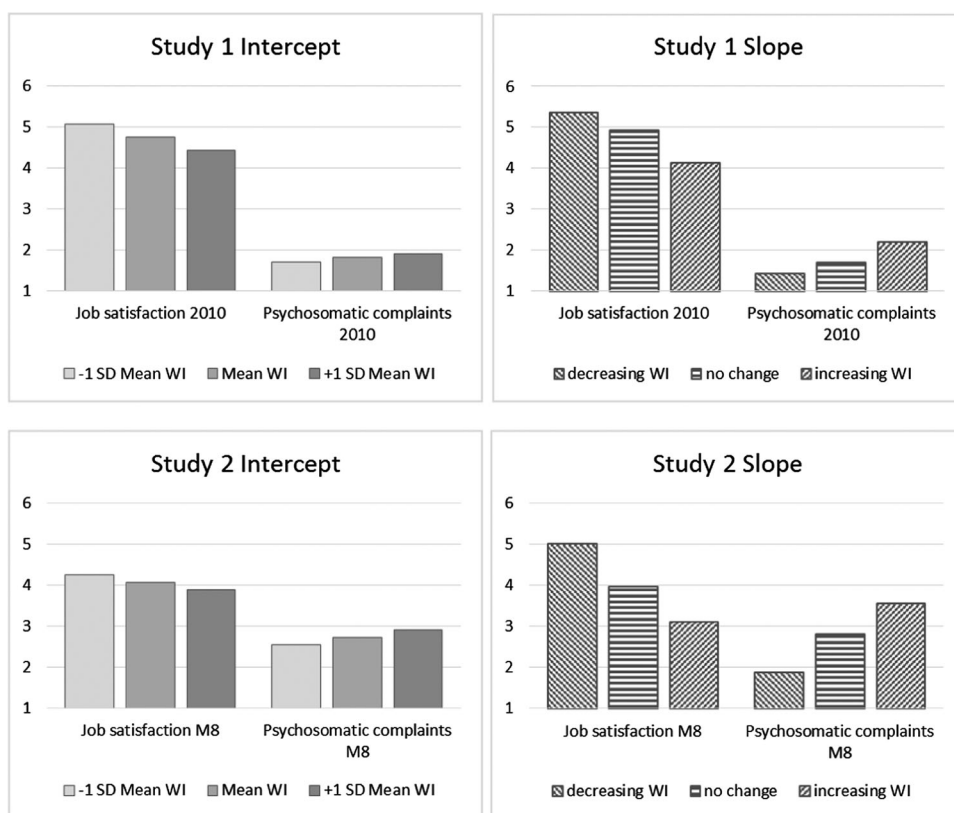 Study 1 Intercept
6
5
4
3
2
1
Job satisfaction 2010
Psychosomatic complaints
2010
-1 SD Mean WI
Mean WI
+1 SD Mean WI
Study 1 Slope
6
5
4
3
2
1
Job satisfaction 2010
Psychosomatic complaints
2010
decreasing WI
no change
increasing WI
Study 2 Intercept
6
5
4
3
2
1
Job satisfaction M8
Psychosomatic complaints
M8
-1 SD Mean WI
Mean WI
+1 SD Mean WI
Study 2 Slope
6
5
4
3
2
1
Job satisfaction M8
Psychosomatic complaints
M8
decreasing WI
no change
increasing WI